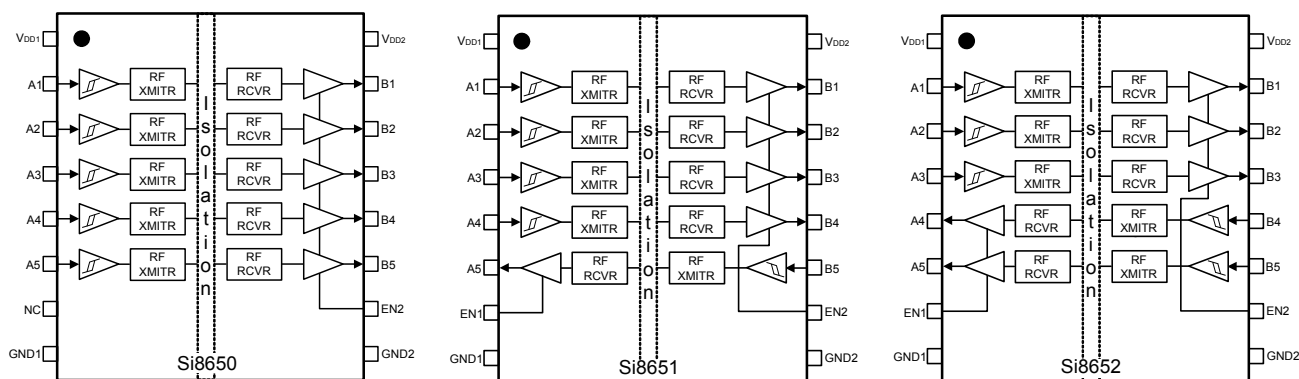 VDD1
VDD2
A1
RF XMITR
RF RCVR
B1
A2
RF XMITR
RF RCVR
B2
A3
RF XMITR
RF RCVR
B3
A4
RF XMITR
RF RCVR
B4
A5
RF XMITR
RF RCVR
B5
NC
EN2
GND1
GND2
Isolation
Si8650
VDD1
VDD2
A1
RF XMITR
RF RCVR
B1
A2
RF XMITR
RF RCVR
B2
A3
RF XMITR
RF RCVR
B3
A4
RF XMITR
RF RCVR
B4
A5
RF RCVR
RF XMITR
B5
EN1
EN2
GND1
GND2
Isolation
Si8651
VDD1
VDD2
A1
RF XMITR
RF RCVR
B1
A2
RF XMITR
RF RCVR
B2
A3
RF XMITR
RF RCVR
B3
A4
RF RCVR
RF XMITR
B4
A5
RF RCVR
RF XMITR
B5
EN1
EN2
GND1
GND2
Isolation
Si8652